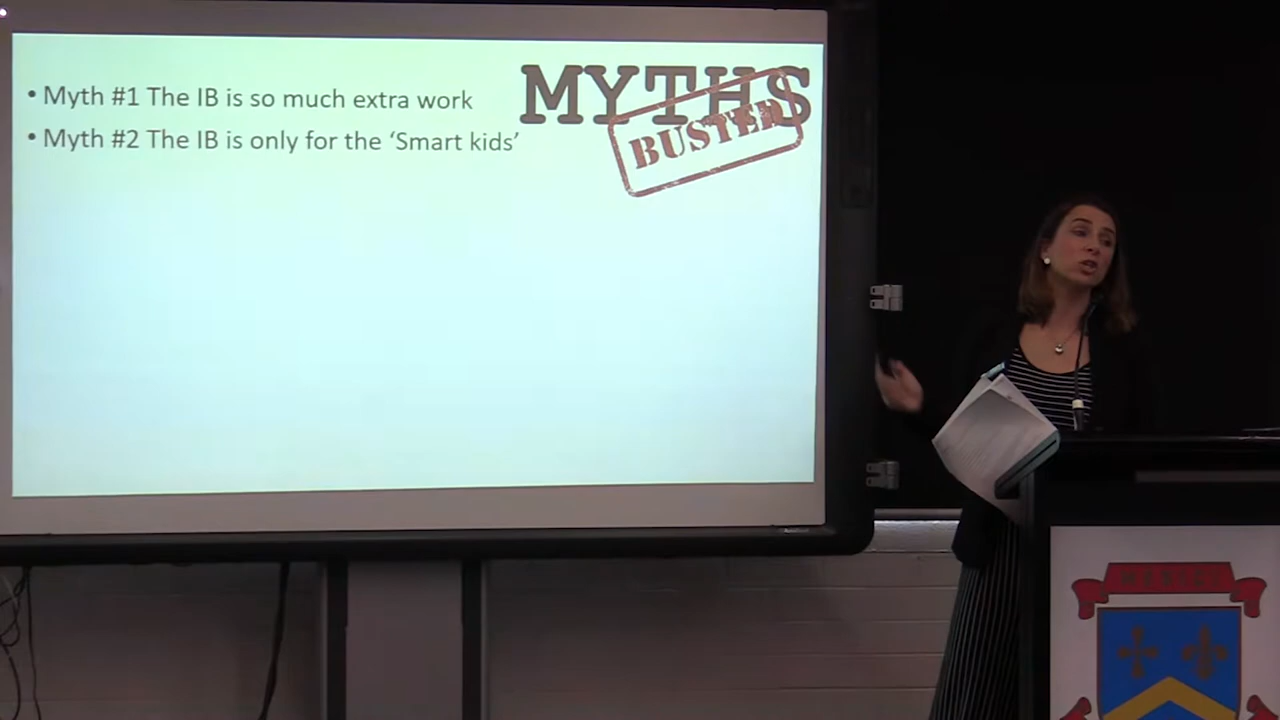 MYTHS
BUSTED
• Myth #1 The IB is so much extra work
• Myth #2 The IB is only for the ‘Smart kids’